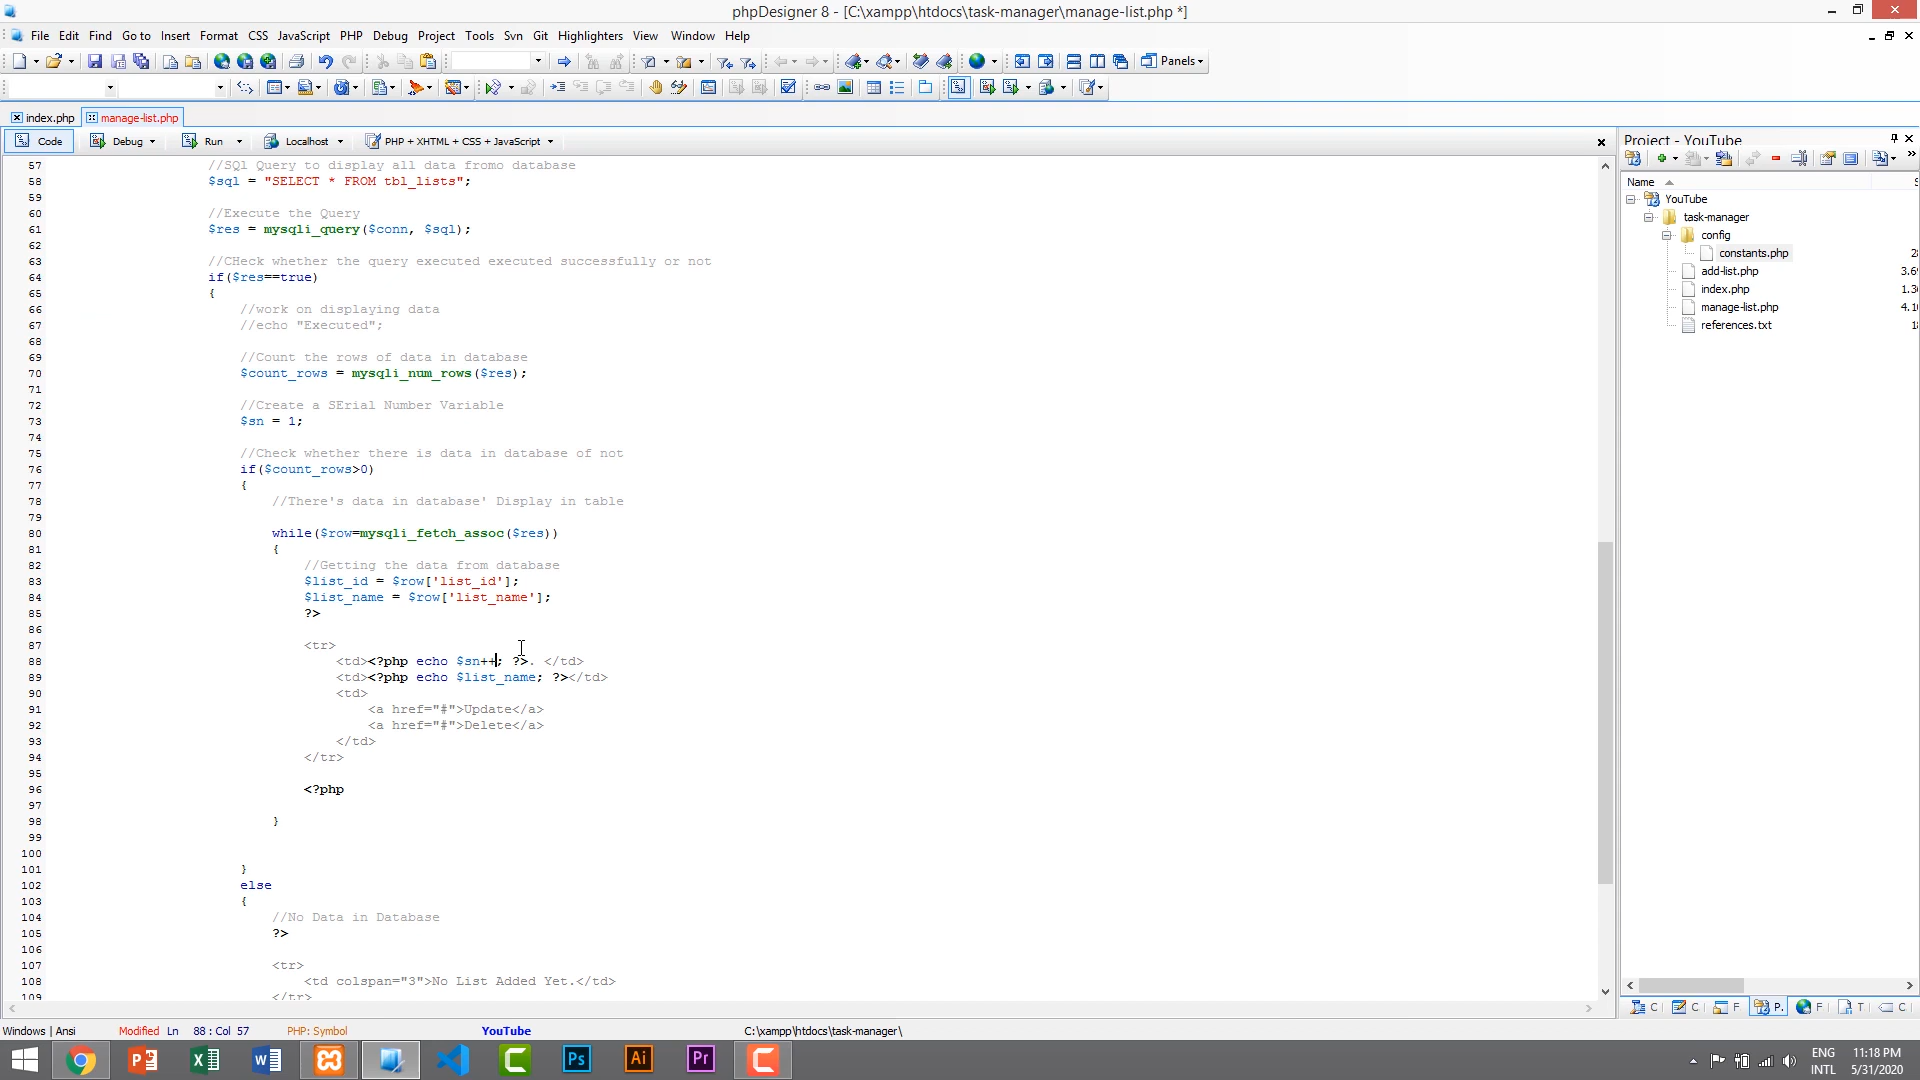 phpDesigner 8 - [C:\xampp\htdocs\task-manager\manage-list.php *]
File Edit Find Go to Insert Format CSS JavaScript PHP Debug Project Tools Svn Git Highlighters View Window Help
Panels
index.php manage-list.php
Code Debug Run Localhost PHP + XHTML + CSS + JavaScript
57 //SQl Query to display all data fromo database
58 $sql = "SELECT * FROM tbl_lists";
59
60 //Execute the Query
61 $res = mysqli_query($conn, $sql);
62
63 //CHeck whether the query executed executed successfully or not
64 if($res==true)
65 {
66 //work on displaying data
67 //echo "Executed";
68
69 //Count the rows of data in database
70 $count_rows = mysqli_num_rows($res);
71
72 //Create a SErial Number Variable
73 $sn = 1;
74
75 //Check whether there is data in database of not
76 if($count_rows>0)
77 {
78 //There's data in database' Display in table
79
80 while($row=mysqli_fetch_assoc($res))
81 {
82 //Getting the data from database
83 $list_id = $row['list_id'];
84 $list_name = $row['list_name'];
85 ?>
86
87 <tr>
88 <td><?php echo $sn++; ?>. </td>
89 <td><?php echo $list_name; ?></td>
90 <td>
91 <a href="#">Update</a>
92 <a href="#">Delete</a>
93 </td>
94 </tr>
95
96 <?php
97
98 }
99
100
101 }
102 else
103 {
104 //No Data in Database
105 ?>
106
107 <tr>
108 <td colspan="3">No List Added Yet.</td>
109 </tr>
Project - YouTube
Name S
YouTube
task-manager
config
constants.php 28
add-list.php 3.6
index.php 1.3
manage-list.php 4.1
references.txt
C C F P. F T C
Windows | Ansi Modified Ln 88 : Col 57 PHP: Symbol YouTube C:\xampp\htdocs\task-manager\
Ps Ai Pr
ENG 11:18 PM
INTL 5/31/2020